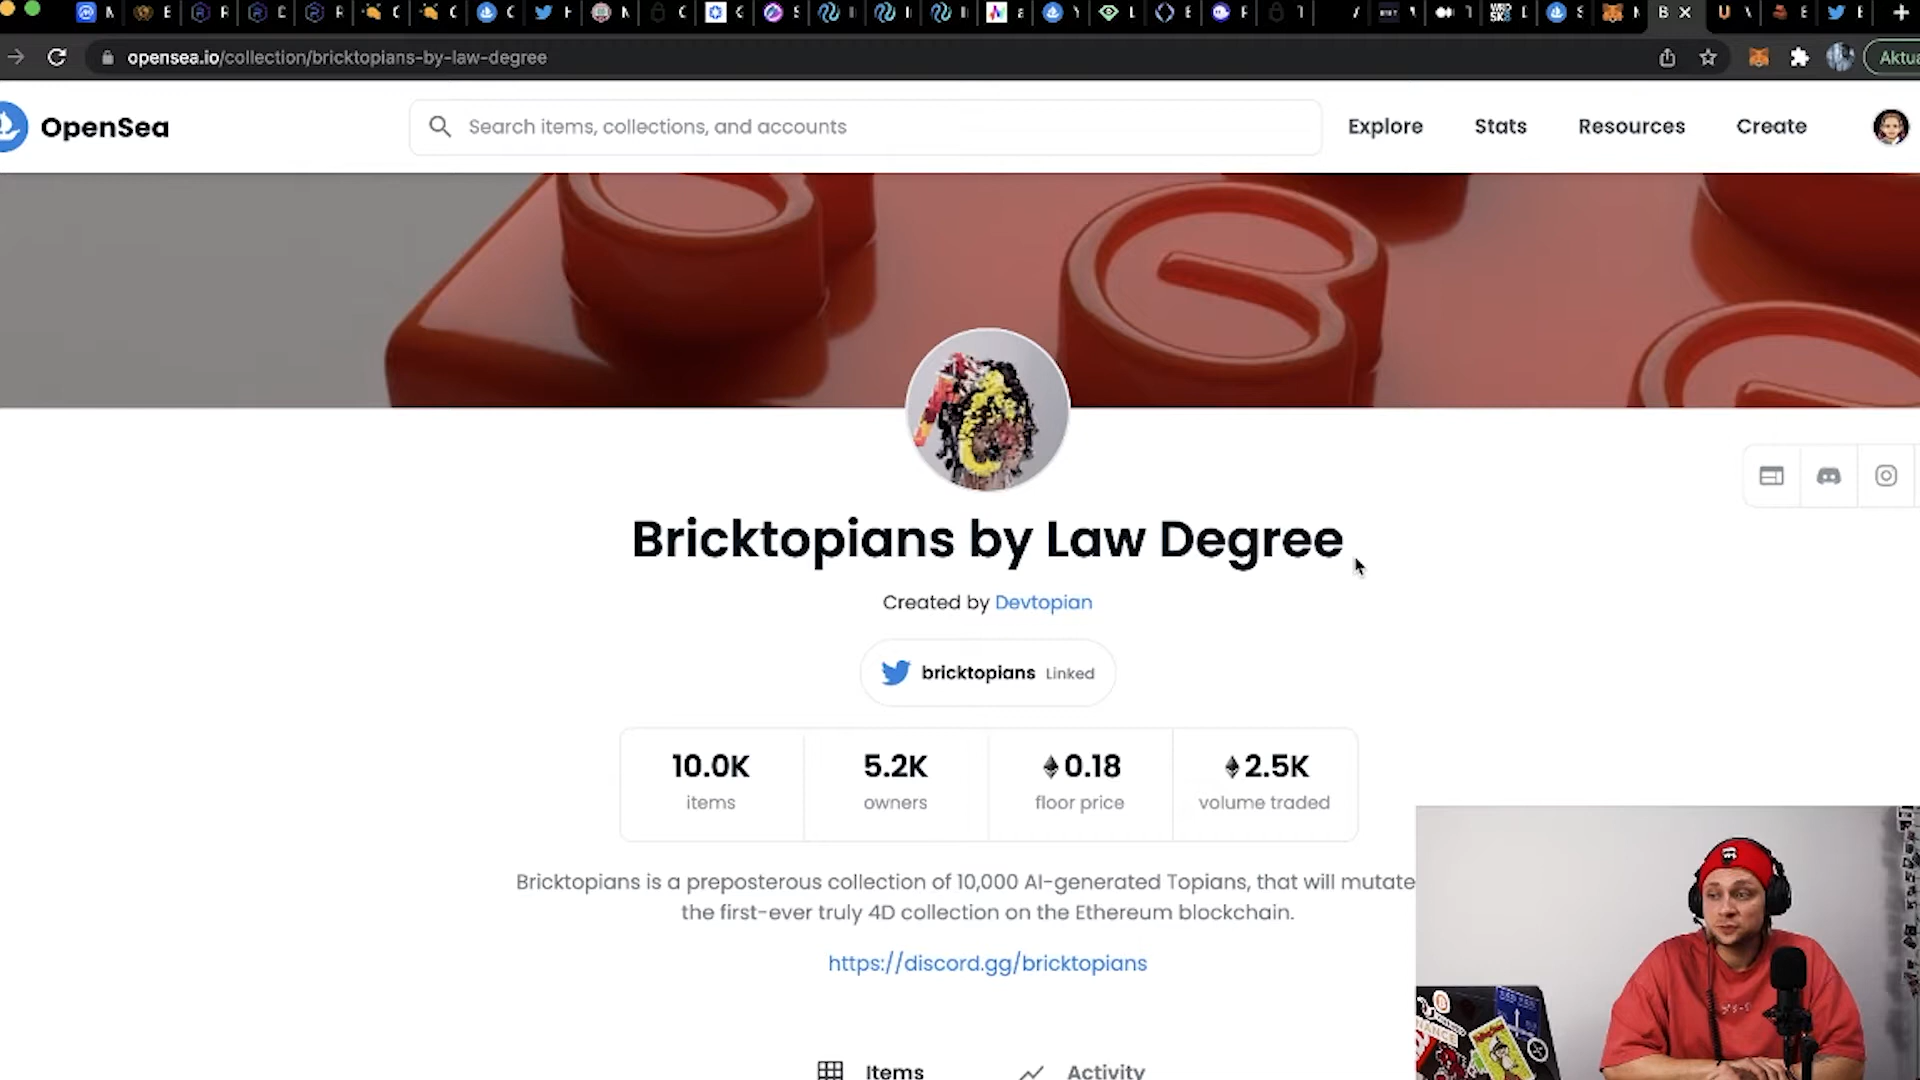 opensea.io/collection/bricktopians-by-law-degree
Aktua
OpenSea
Search items, collections, and accounts
Explore
Stats
Resources
Create
Bricktopians by Law Degree
Created by Devtopian
bricktopians Linked
10.0K
5.2K
0.18
2.5K
items
owners
floor price
volume traded
Bricktopians is a preposterous collection of 10,000 AI-generated Topians, that will mutate
the first-ever truly 4D collection on the Ethereum blockchain.
https://discord.gg/bricktopians
Items
Activity